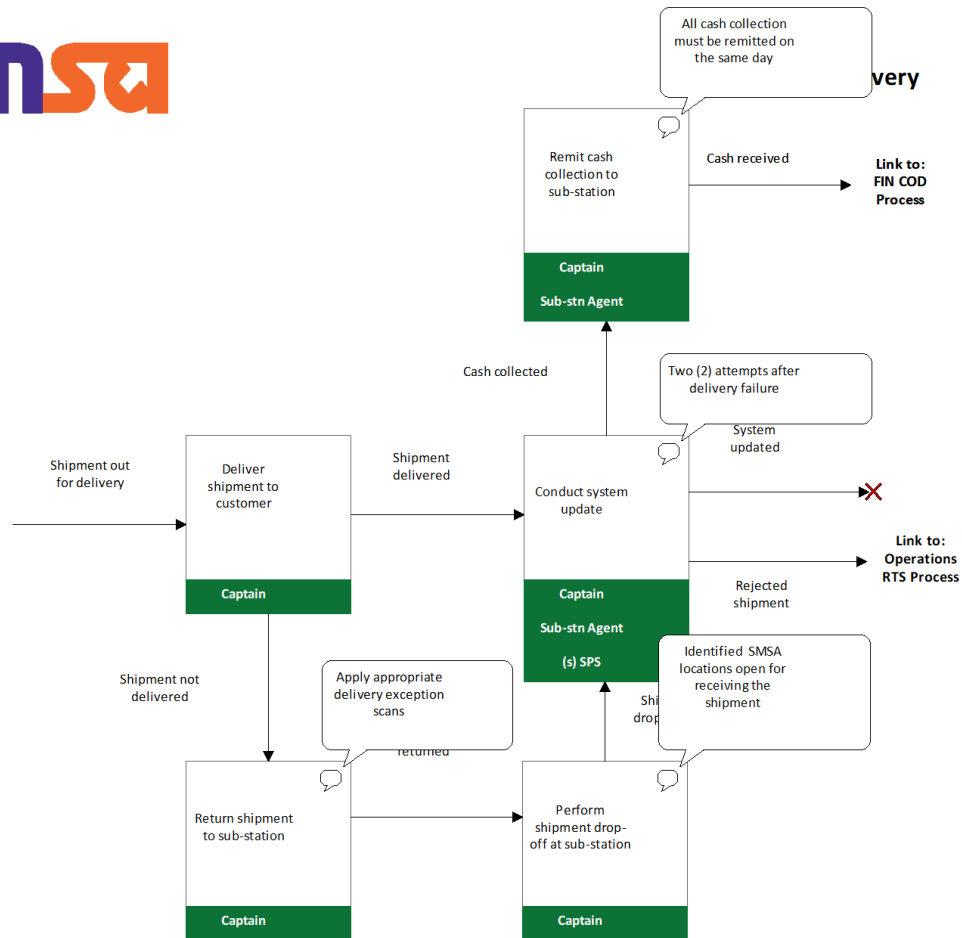 All cash collection
must be remitted on
the same day
very
Remit cash
collection to
sub-station
Cash received
Link to:
FIN COD
Process
Captain
Sub-stn Agent
Cash collected
Two (2) attempts after
delivery failure
System
updated
Shipment out
for delivery
Deliver
shipment to
customer
Shipment
delivered
Conduct system
update
Link to:
Operations
RTS Process
Captain
Captain
Sub-stn Agent
(s) SPS
Rejected
shipment
Shipment not
delivered
Apply appropriate
delivery exception
scans
Identified SMSA
locations open for
receiving the
shipment
Shi
drop
returned
Return shipment
to sub-station
Perform
shipment drop-
off at sub-station
Captain
Captain